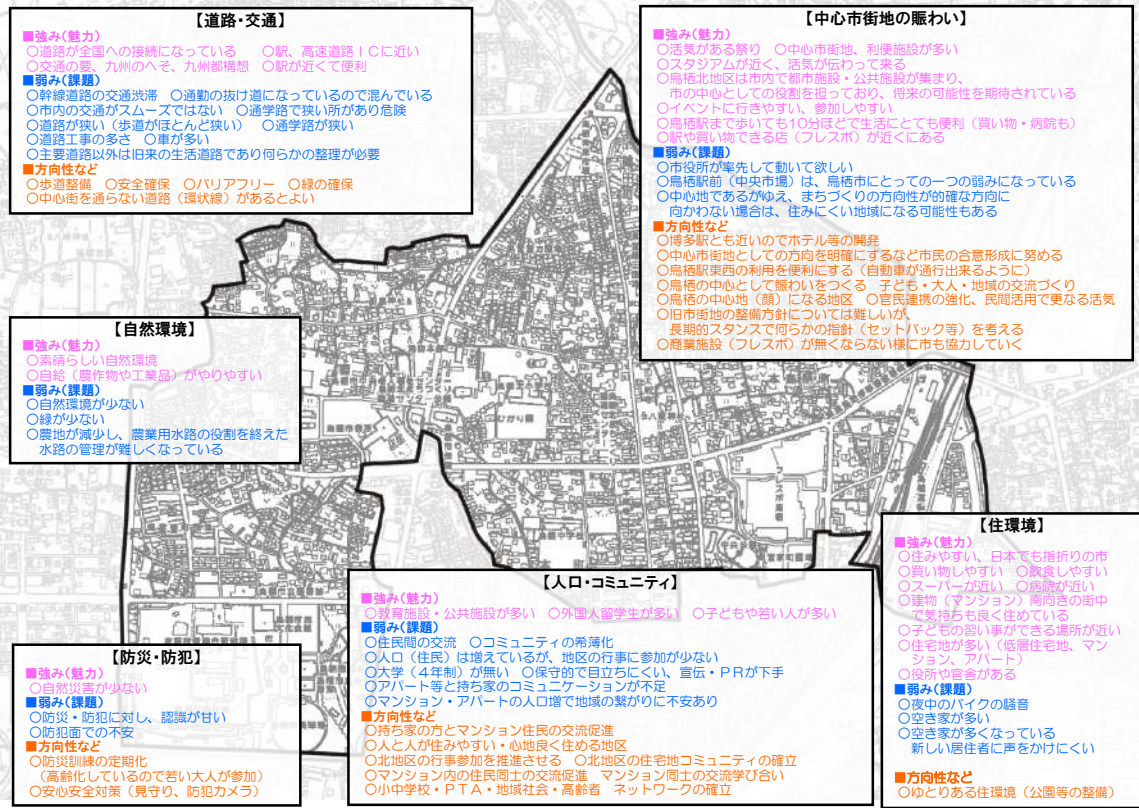 【道路・交通】
■強み(魅力)
○道路が全国への接続になっている ○駅、高速道路ＩＣに近い
○交通の要、九州のへそ、九州都構想 ○駅が近くて便利
■弱み(課題)
○幹線道路の交通渋滞 ○通勤の抜け道になっているので混んでいる
○市内の交通がスムーズではない ○通学路で狭い所があり危険
○道路が狭い（歩道がほとんど狭い） ○通学路が狭い
○道路工事の多さ ○車が多い
○主要道路以外は旧来の生活道路であり何らかの整理が必要
■方向性など
○歩道整備 ○安全確保 ○バリアフリー ○緑の確保
○中心街を通らない道路（環状線）があるとよい
【中心市街地の賑わい】
■強み(魅力)
○活気がある祭り ○中心市街地、利便施設が多い
○スタジアムが近く、活気が伝わって来る
○鳥栖北地区は市内で都市施設・公共施設が集まり、
市の中心としての役割を担っており、将来の可能性を期待されている
○イベントに行きやすい、参加しやすい
○鳥栖駅まで歩いても10分ほどで生活にとても便利（買い物・病院も）
○駅や買い物できる店（フレスポ）が近くにある
■弱み(課題)
○市役所が率先して動いて欲しい
○鳥栖駅前（中央市場）は、鳥栖市にとっての一つの弱みになっている
○中心地であるがゆえ、まちづくりの方向性が的確な方向に
向かわない場合は、住みにくい地域になる可能性もある
■方向性など
○博多駅とも近いのでホテル等の開発
○中心市街地としての方向を明確にするなど市民の合意形成に努める
○鳥栖駅東西の利用を便利にする（自動車が通行出来るように）
○鳥栖の中心として賑わいをつくる 子ども・大人・地域の交流づくり
○鳥栖の中心地（顔）になる地区 ○官民連携の強化、民間活用で更なる活気
○旧市街地の整備方針については難しいが、
長期的スタンスで何らかの指針（セットバック等）を考える
○商業施設（フレスポ）が無くならない様に市も協力していく
【自然環境】
■強み(魅力)
○素晴らしい自然環境
○自給（農作物や工業品）がやりやすい
■弱み(課題)
○自然環境が少ない
○緑が少ない
○農地が減少し、農業用水路の役割を終えた
水路の管理が難しくなっている
【防災・防犯】
■強み(魅力)
○自然災害が少ない
■弱み(課題)
○防災・防犯に対し、認識が甘い
○防犯面での不安
■方向性など
○防災訓練の定期化
（高齢化しているので若い大人が参加）
○安心安全対策（見守り、防犯カメラ）
【人口・コミュニティ】
■強み(魅力)
○教育施設・公共施設が多い ○外国人留学生が多い ○子どもや若い人が多い
■弱み(課題)
○住民間の交流 ○コミュニティの希薄化
○人口（住民）は増えているが、地区の行事に参加が少ない
○大学（４年制）が無い ○保守的で目立ちにくい、宣伝・ＰＲが下手
○アパート等と持ち家のコミュニケーションが不足
○マンション・アパートの人口増で地域の繋がりに不安あり
■方向性など
○持ち家の方とマンション住民の交流促進
○人と人が住みやすい・心地良く住める地区
○北地区の行事参加を推進させる ○北地区の住宅地コミュニティの確立
○マンション内の住民同士の交流促進 マンション同士の交流学び合い
○小中学校・ＰＴＡ・地域社会・高齢者 ネットワークの確立
【住環境】
■強み(魅力)
○住みやすい、日本でも指折りの市
○買い物しやすい ○飲食しやすい
○スーパーが近い ○病院が近い
○建物（マンション）南向きの街中
で気持ちも良く住めている
○子どもの習い事ができる場所が近い
○住宅地が多い（低層住宅地、マン
ション、アパート）
○役所や官舎がある
■弱み(課題)
○夜中のバイクの騒音
○空き家が多い
○空き家が多くなっている
新しい居住者に声をかけにくい
■方向性など
○ゆとりある住環境（公園等の整備）